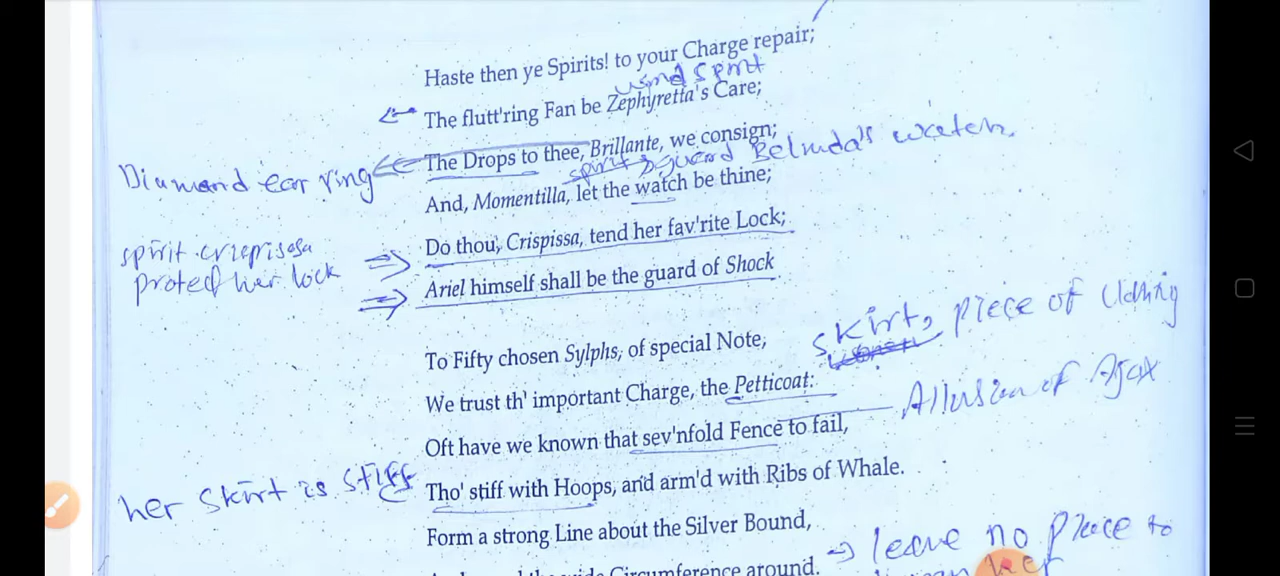 Haste then ye Spirits! to your Charge repair;
wind spirit
The flutt'ring Fan be Zephyretta's Care;
The Drops to thee, Brillante, we consign;
Diamand ear ring
spirit guard Belinda's watch.
And, Momentilla, let the watch be thine;
Do thou, Crispissa, tend her fav'rite Lock;
spirit
protect her lock
Ariel himself shall be the guard of Shock
To Fifty chosen Sylphs, of special Note,
skirt, piece of clothing
We trust th' important Charge, the Petticoat:
Allusion of Ajax
Oft have we known that sev'nfold Fence to fail,
her skirt is stiff
Tho' stiff with Hoops, and arm'd with Ribs of Whale.
Form a strong Line about the Silver Bound,
leave no place to
Circumference around.